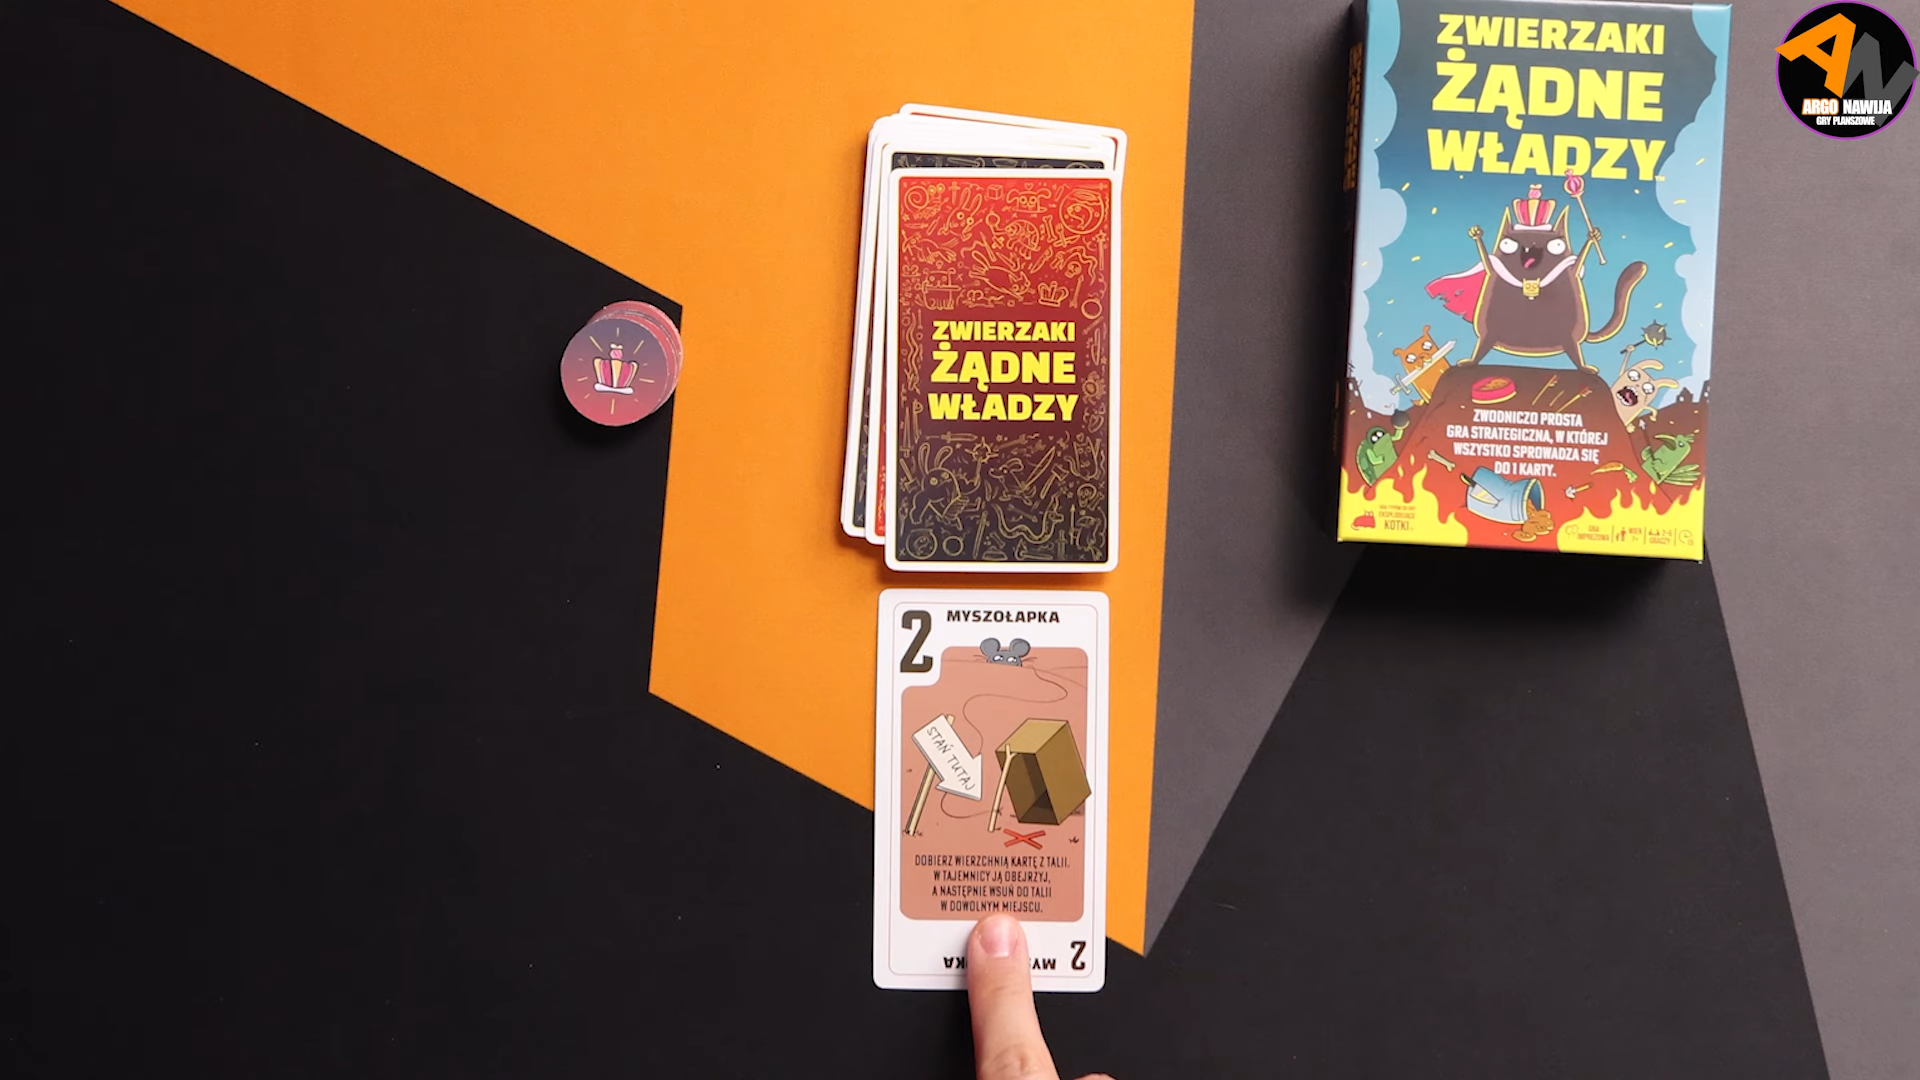 ZWIERZAKI
ŻĄDNE
WŁADZY
ZWODNICZO PROSTA
GRA STRATEGICZNA, W KTÓREJ
WSZYSTKO SPROWADZA SIĘ
DO 1 KARTY.
KOTKI
ARGO NAWIJA
GRY PLANSZOWE
ZWIERZAKI
ŻĄDNE
WŁADZY
2
MYSZOŁAPKA
STAŃ TUTAJ
DOBIERZ WIERZCHNIĄ KARTĘ Z TALII.
W TAJEMNICY JĄ OBEJRZYJ,
A NASTĘPNIE WSUŃ DO TALII
W DOWOLNYM MIEJSCU.
2